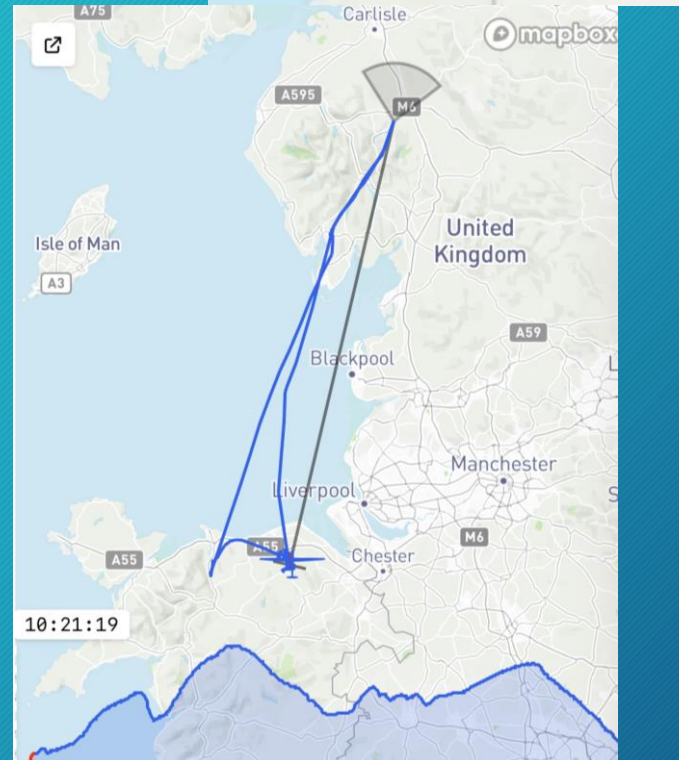 A75
Carlisle
mapbox
A595
M6
Isle of Man
United
Kingdom
A3
A59
Blackpool
Manchester
Liverpool
M6
A55
A55
Chester
10:21:19